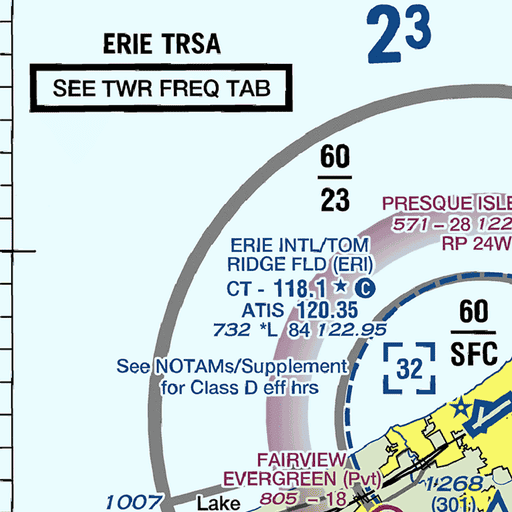 ERIE TRSA
SEE TWR FREQ TAB
23
60
23
PRESQUE ISLE
571 - 28 122
RP 24W
ERIE INTL/TOM
RIDGE FLD (ERI)
CT - 118.1 ★ C
ATIS 120.35
732 *L 84 122.95
60
SFC
See NOTAMs/Supplement
for Class D eff hrs
32
FAIRVIEW
EVERGREEN (Pvt)
805 - 18
1007
Lake
1268
(301)